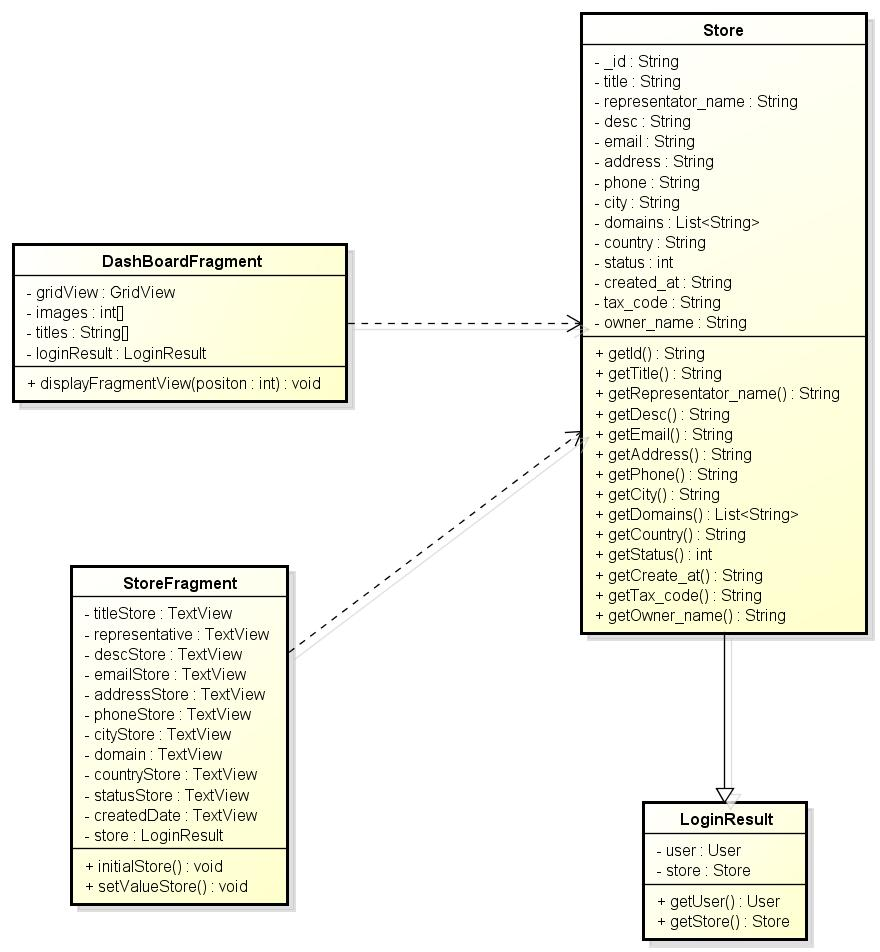 Store
- _id : String
- title : String
- representator_name : String
- desc : String
- email : String
- address : String
- phone : String
- city : String
- domains : List<String>
- country : String
- status : int
- created_at : String
- tax_code : String
- owner_name : String
+ getId() : String
+ getTitle() : String
+ getRepresentator_name() : String
+ getDesc() : String
+ getEmail() : String
+ getAddress() : String
+ getPhone() : String
+ getCity() : String
+ getDomains() : List<String>
+ getCountry() : String
+ getStatus() : int
+ getCreate_at() : String
+ getTax_code() : String
+ getOwner_name() : String
DashBoardFragment
- gridView : GridView
- images : int[]
- titles : String[]
- loginResult : LoginResult
+ displayFragmentView(positon : int) : void
StoreFragment
- titleStore : TextView
- representative : TextView
- descStore : TextView
- emailStore : TextView
- addressStore : TextView
- phoneStore : TextView
- cityStore : TextView
- domain : TextView
- countryStore : TextView
- statusStore : TextView
- createdDate : TextView
- store : LoginResult
+ initialStore() : void
+ setValueStore() : void
LoginResult
- user : User
- store : Store
+ getUser() : User
+ getStore() : Store